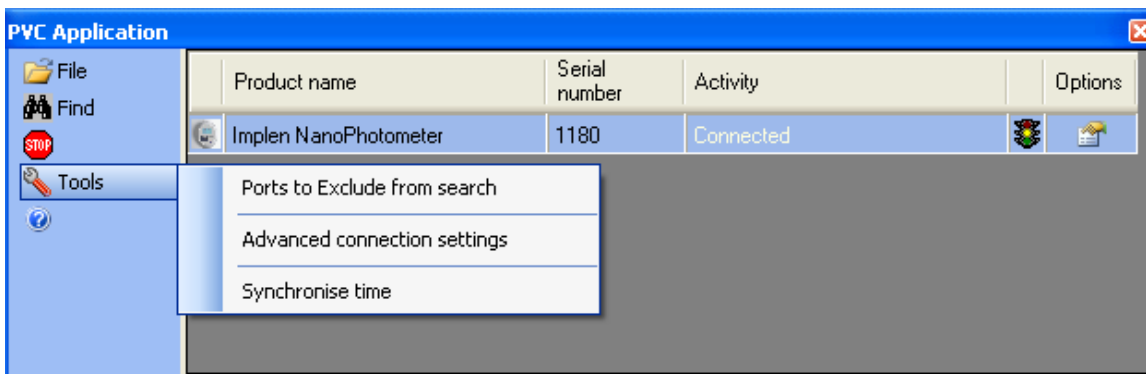 PVC Application
File
Find
STOP
Tools
Product name
Serial
number
Activity
Options
Implen NanoPhotometer
1180
Connected
Ports to Exclude from search
Advanced connection settings
Synchronise time